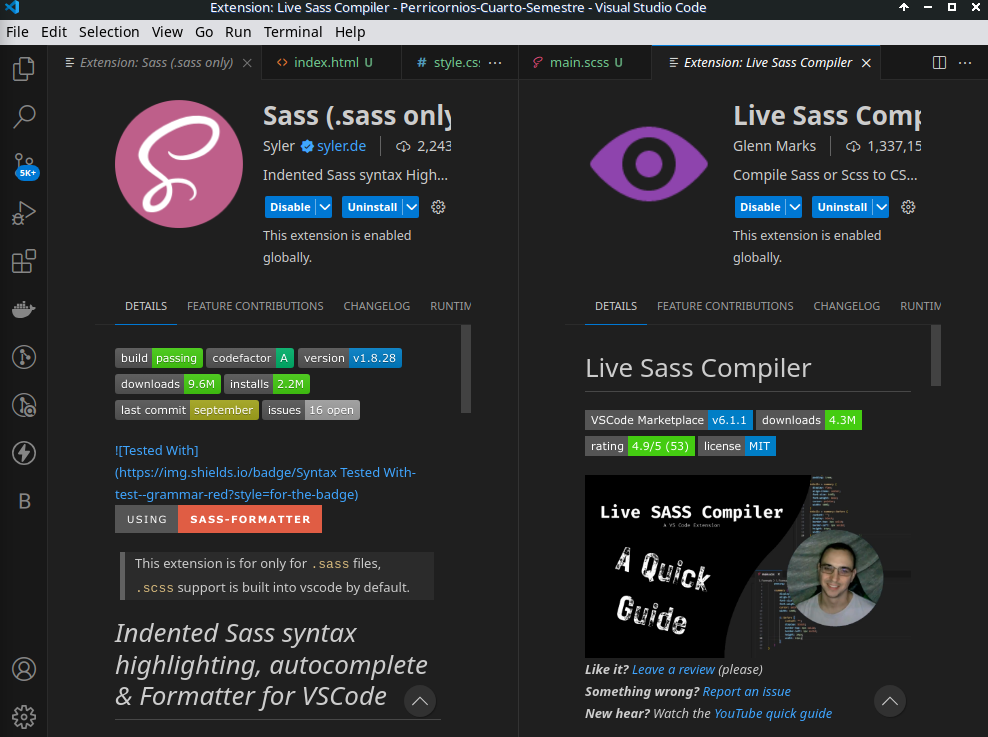 Extension: Live Sass Compiler - Perricornios-Cuarto-Semestre - Visual Studio Code
File Edit Selection View Go Run Terminal Help
Extension: Sass (.sass only)
index.html U
style.cs
main.scss U
Extension: Live Sass Compiler
5K+
B
Sass (.sass only
Syler syler.de 2,243
Indented Sass syntax High...
Disable Uninstall
This extension is enabled
globally.
DETAILS FEATURE CONTRIBUTIONS CHANGELOG RUNTIM
build passing codefactor A version v1.8.28
downloads 9.6M installs 2.2M
last commit september issues 16 open
![Tested With]
(https://img.shields.io/badge/Syntax Tested With-
test--grammar-red?style=for-the-badge)
USING SASS-FORMATTER
This extension is for only for .sass files,
.scss support is built into vscode by default.
Indented Sass syntax
highlighting, autocomplete
& Formatter for VSCode
Live Sass Comp
Glenn Marks 1,337,15
Compile Sass or Scss to CS...
Disable Uninstall
This extension is enabled
globally.
DETAILS FEATURE CONTRIBUTIONS CHANGELOG RUNTIM
Live Sass Compiler
VSCode Marketplace v6.1.1 downloads 4.3M
rating 4.9/5 (53) license MIT
Live SASS Compiler
A VS Code Extension
A Quick
Guide
Like it? Leave a review (please)
Something wrong? Report an issue
New hear? Watch the YouTube quick guide